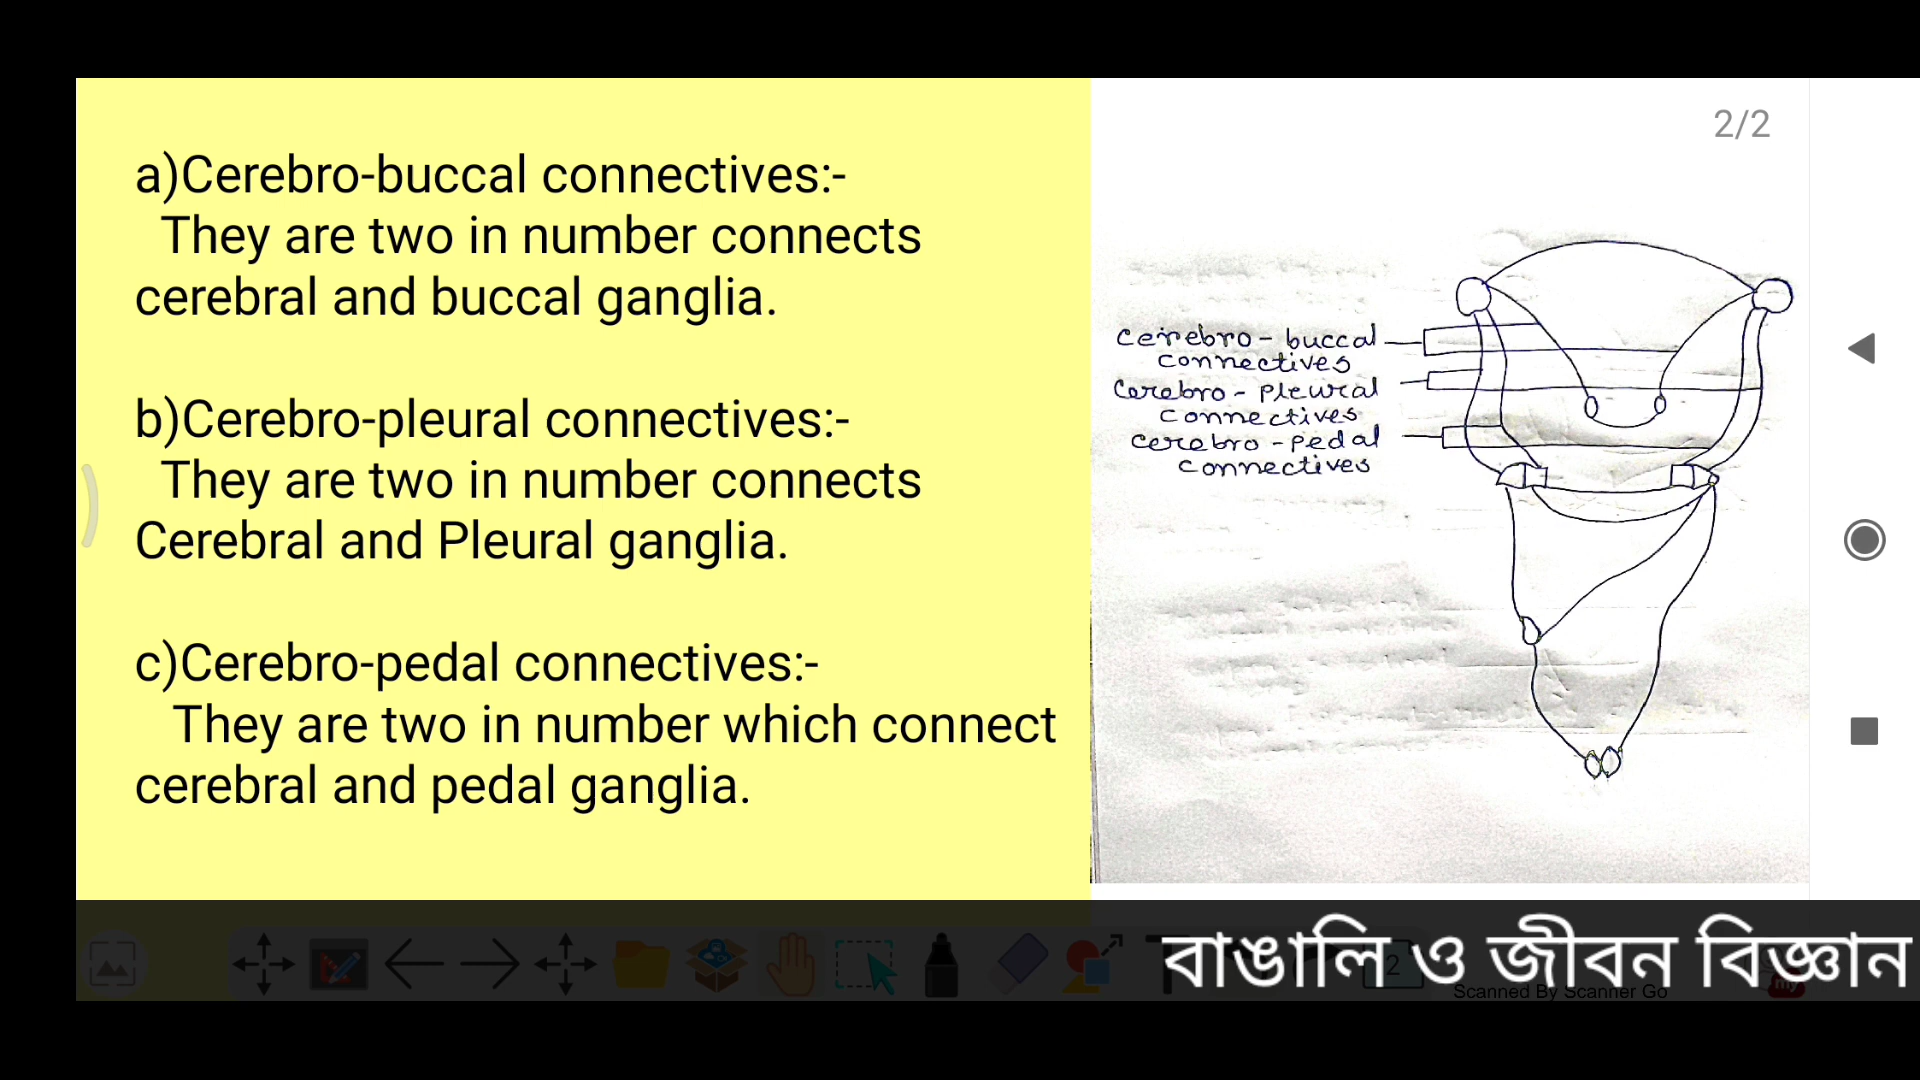 a)Cerebro-buccal connectives:-
They are two in number connects
cerebral and buccal ganglia.
b)Cerebro-pleural connectives:-
They are two in number connects
Cerebral and Pleural ganglia.
c)Cerebro-pedal connectives:-
They are two in number which connect
cerebral and pedal ganglia.
2/2
cerebro - buccal
connectives
Cerebro - Pleural
connectives
cerebro - Pedal
connectives
বাঙালি ও জীবন বিজ্ঞান
2
Scanned By Scanner Go
my